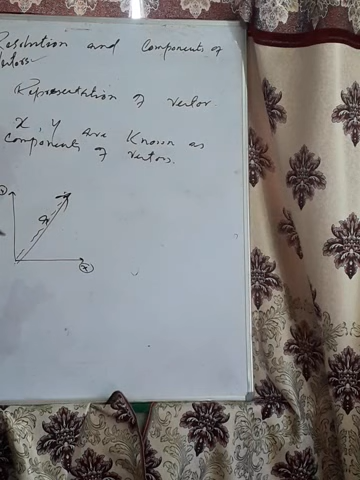 Resolution and Components of
Vectors
Representation of vector
X, Y are Known as
components of vectors.
x